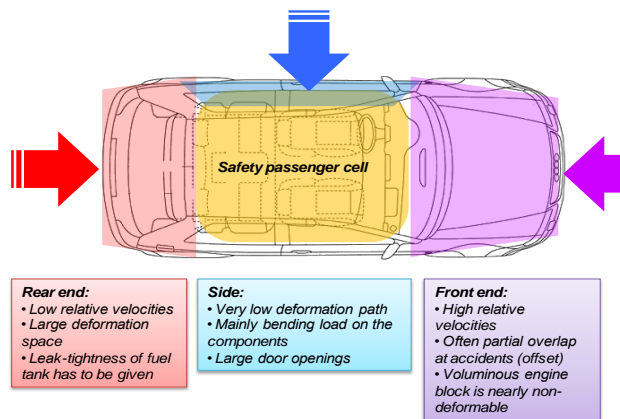 Safety passenger cell
Rear end:
• Low relative velocities
• Large deformation
space
• Leak-tightness of fuel
tank has to be given
Side:
• Very low deformation path
• Mainly bending load on the
components
• Large door openings
Front end:
• High relative
velocities
• Often partial overlap
at accidents (offset)
• Voluminous engine
block is nearly non-
deformable